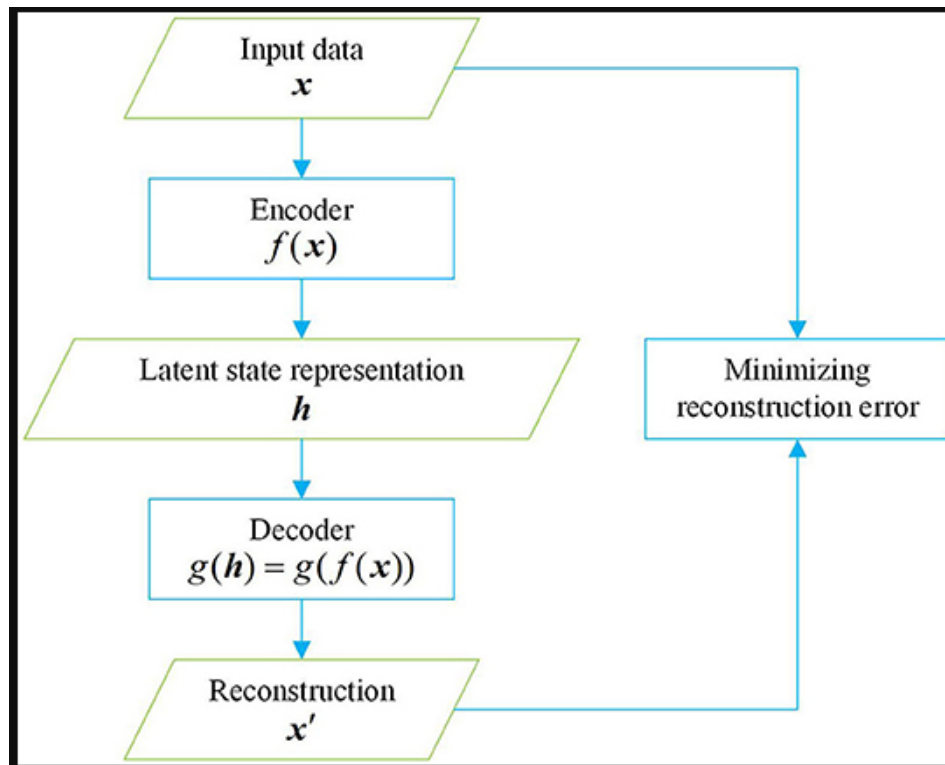 Input data
x
Encoder
f(x)
Latent state representation
h
Decoder
g(h) = g(f(x))
Reconstruction
x′
Minimizing
reconstruction error